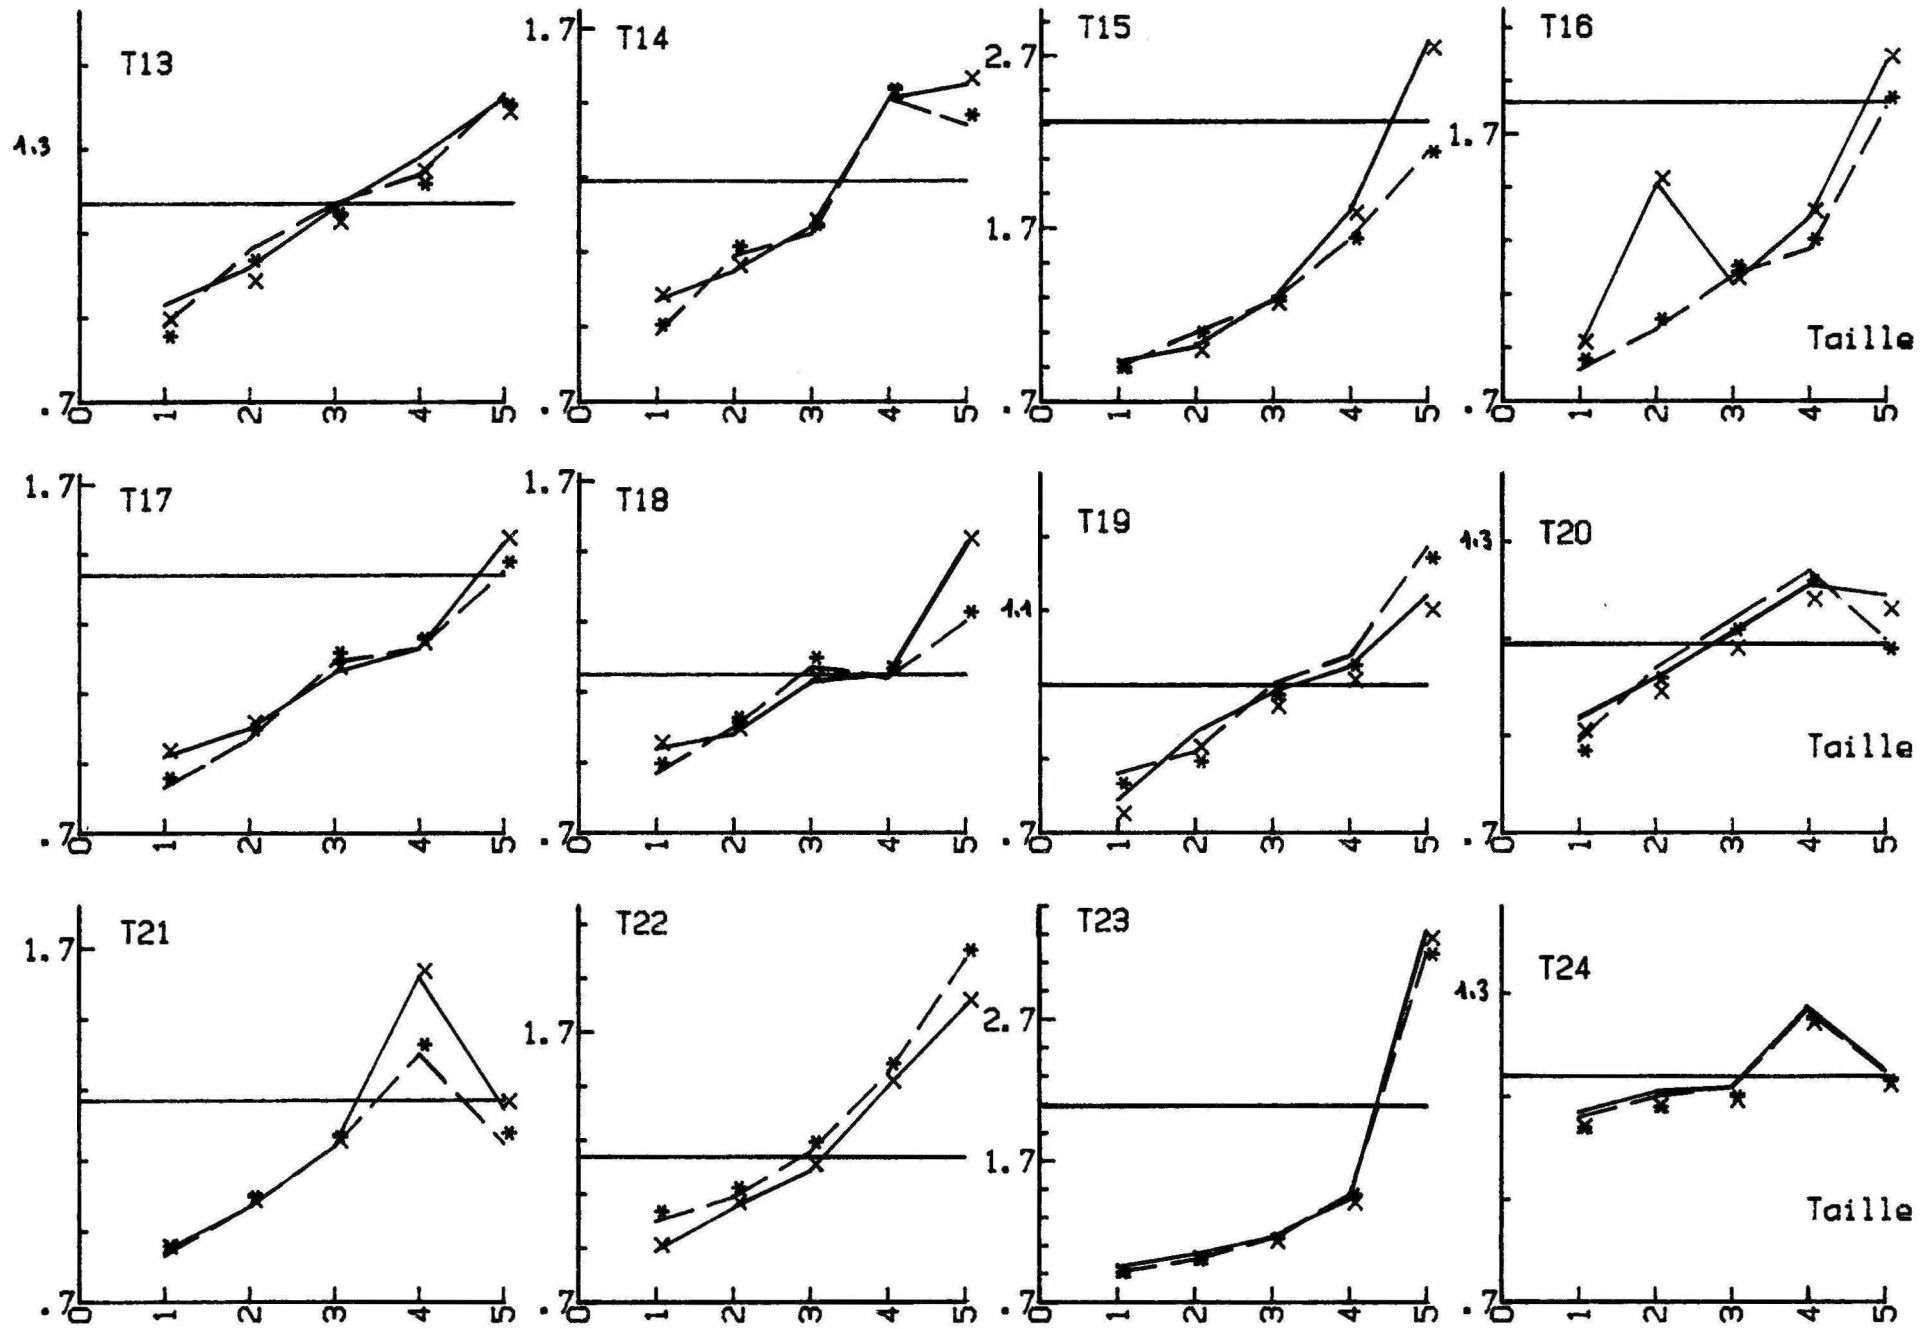 T13 T14 T15 T16
1.7 2.7
1.3 1.7
Taille
.7 .7 .7 .7
0 1 2 3 4 5 0 1 2 3 4 5 0 1 2 3 4 5 0 1 2 3 4 5
T17 T18 T19 T20
1.7 1.7 1.1 1.3
Taille
.7 .7 .7 .7
0 1 2 3 4 5 0 1 2 3 4 5 0 1 2 3 4 5 0 1 2 3 4 5
T21 T22 T23 T24
1.7 1.7 2.7 1.3
1.7
Taille
.7 .7 .7 .7
0 1 2 3 4 5 0 1 2 3 4 5 0 1 2 3 4 5 0 1 2 3 4 5